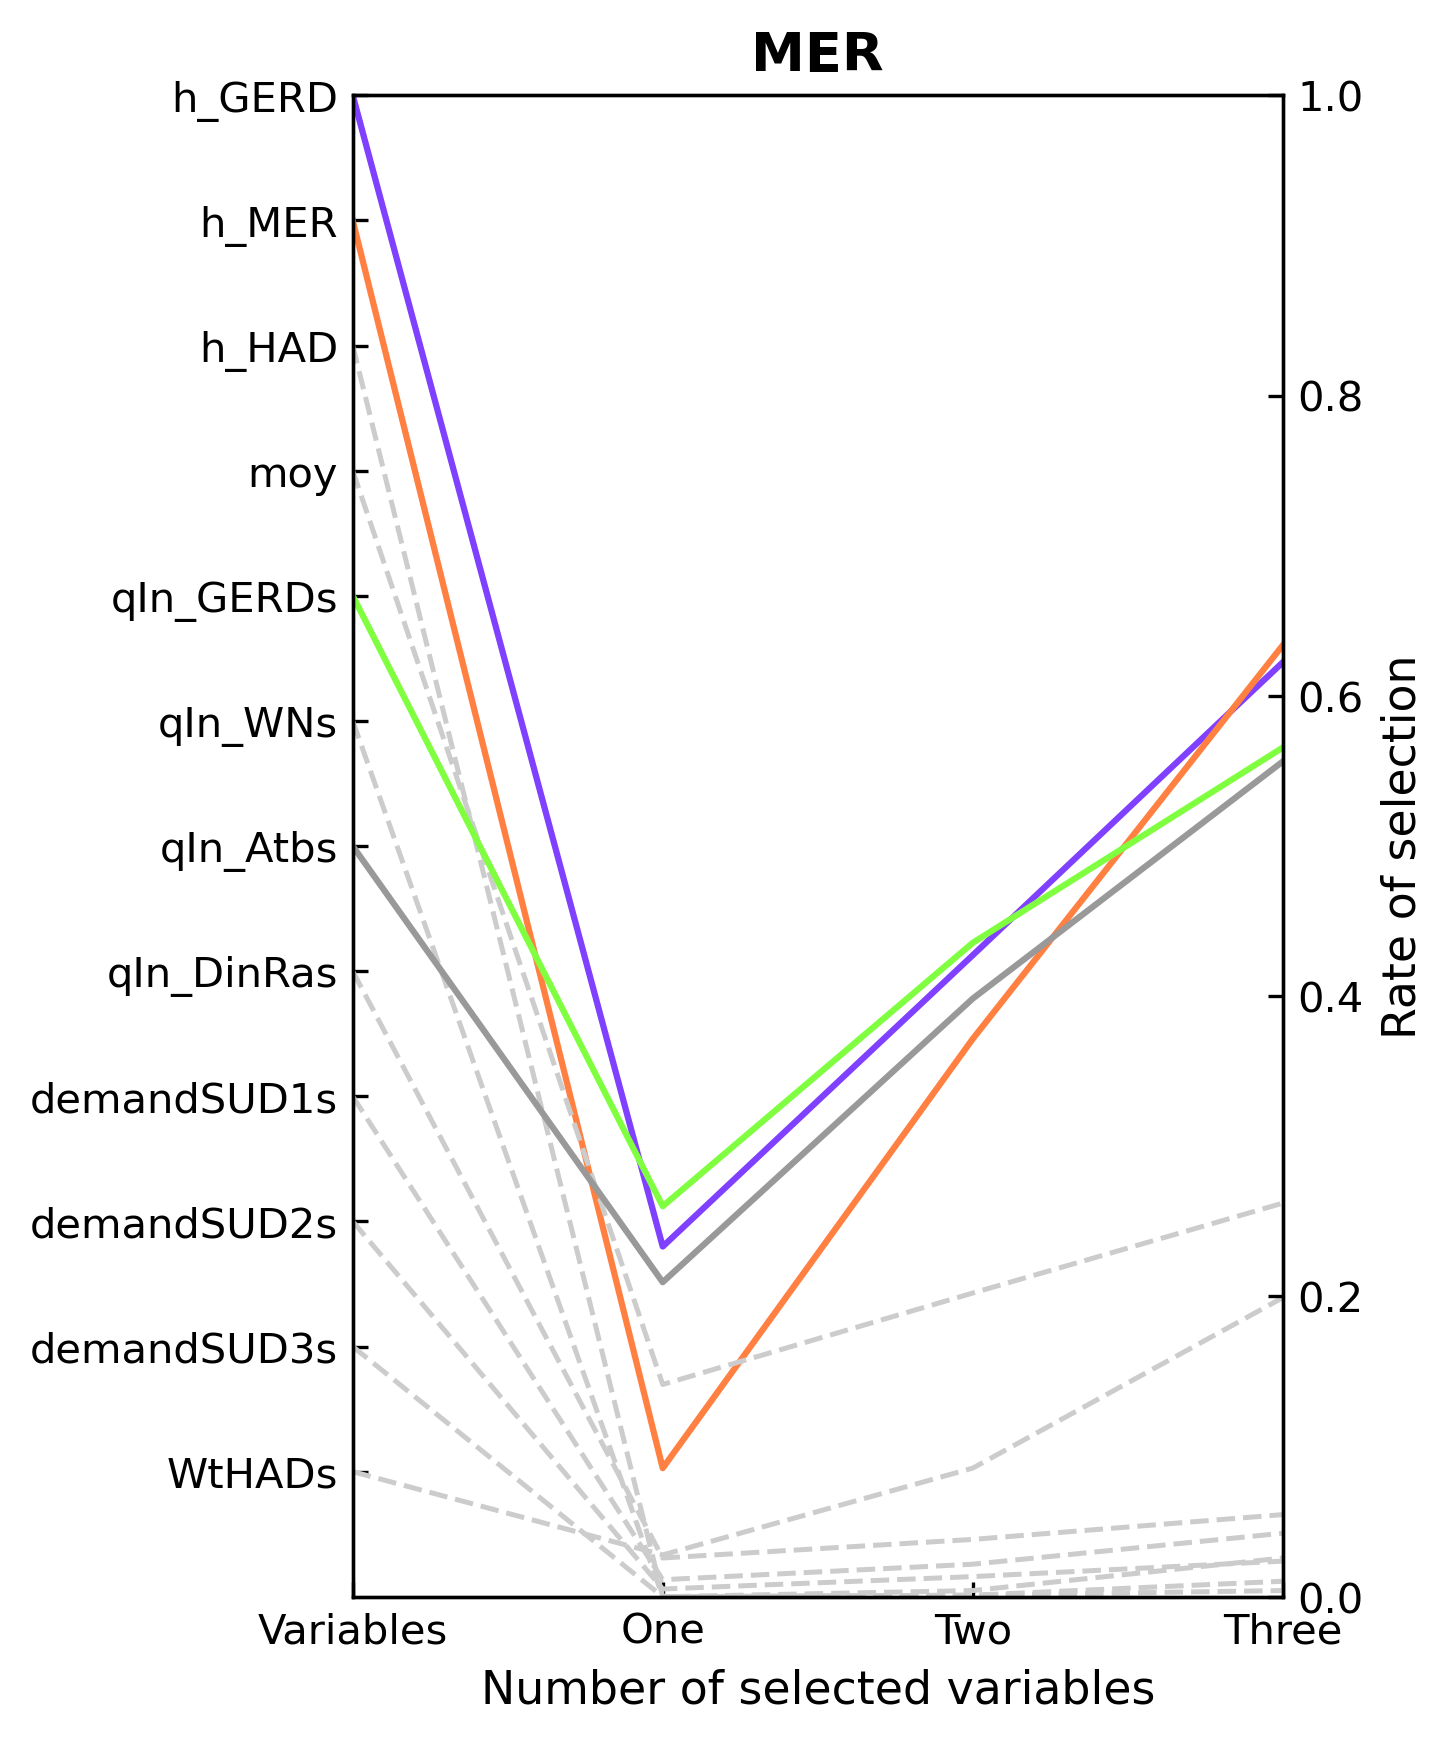 MER
h_GERD
h_MER
h_HAD
moy
qIn_GERDs
qIn_WNs
qIn_Atbs
qIn_DinRas
demandSUD1s
demandSUD2s
demandSUD3s
WtHADs
1.0
0.8
0.6
0.4
0.2
0.0
Rate of selection
Variables One Two Three
Number of selected variables